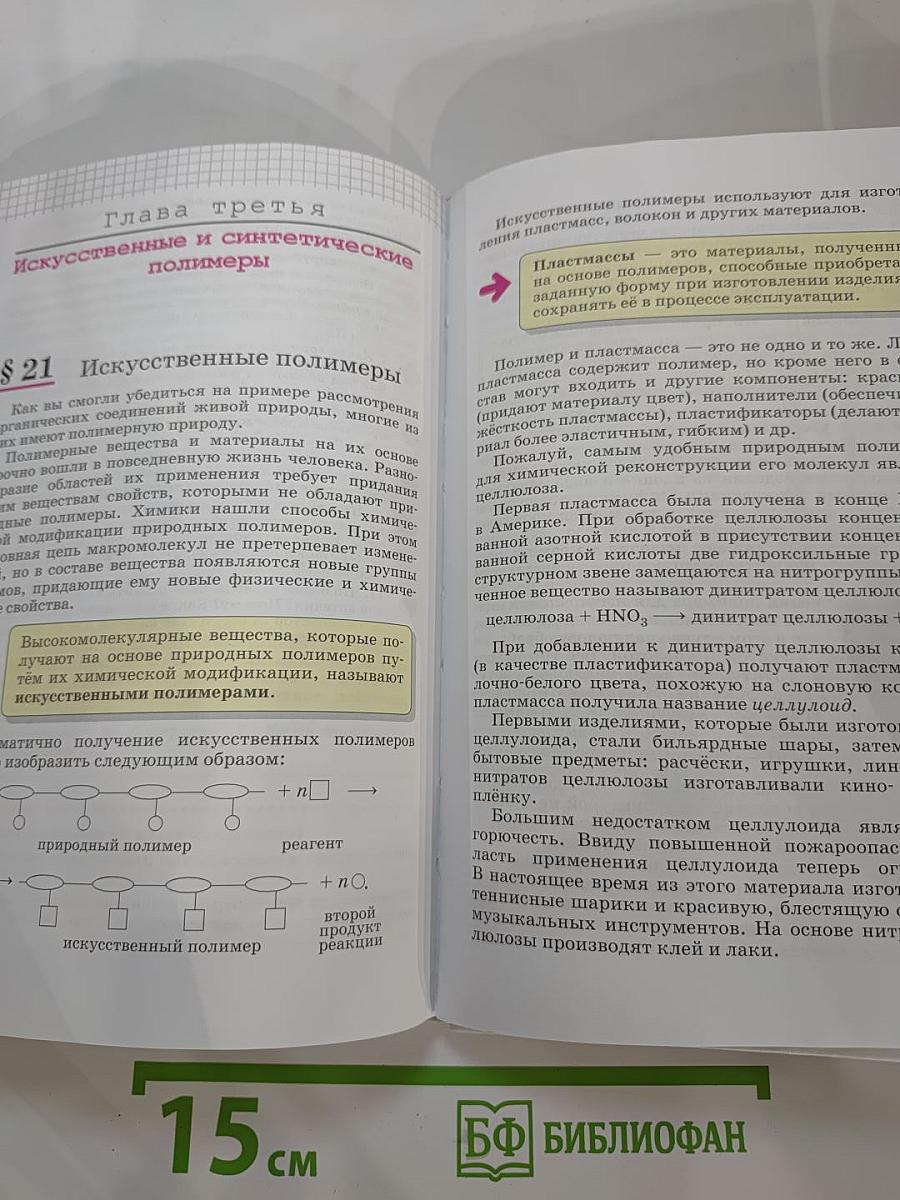 Глава третья
Искусственные и синтетические
полимеры
§ 21 Искусственные полимеры
Как вы смогли убедиться на примере рассмотрения
органических соединений живой природы, многие из
них имеют полимерную природу.
Полимерные вещества и материалы на их основе
рочно вошли в повседневную жизнь человека. Разно-
разие областей их применения требует придания
им веществам свойств, которыми не обладают при-
дные полимеры. Химики нашли способы химиче-
ой модификации природных полимеров. При этом
овная цепь макромолекул не претерпевает измене-
й, но в составе вещества появляются новые группы
мов, придающие ему новые физические и химиче-
е свойства.
Высокомолекулярные вещества, которые по-
лучают на основе природных полимеров пу-
тём их химической модификации, называют
искусственными полимерами.
матично получение искусственных полимеров
о изобразить следующим образом:
+ n□ ⟶
природный полимер реагент
→ + n○.
искусственный полимер
второй
продукт
реакции
Искусственные полимеры используют для изгот
ления пластмасс, волокон и других материалов.
Пластмассы — это материалы, полученны
на основе полимеров, способные приобрета
заданную форму при изготовлении изделия
сохранять её в процессе эксплуатации.
Полимер и пластмасса — это не одно и то же. Л
пластмасса содержит полимер, но кроме него в е
став могут входить и другие компоненты: краси
(придают материалу цвет), наполнители (обеспечи
жёсткость пластмассы), пластификаторы (делают
риал более эластичным, гибким) и др.
Пожалуй, самым удобным природным поли
для химической реконструкции его молекул явл
целлюлоза.
Первая пластмасса была получена в конце
в Америке. При обработке целлюлозы концен
ванной азотной кислотой в присутствии концен
ванной серной кислоты две гидроксильные гр
структурном звене замещаются на нитрогруппы
ченное вещество называют динитратом целлюло
целлюлоза + HNO₃ ⟶ динитрат целлюлозы +
При добавлении к динитрату целлюлозы к
(в качестве пластификатора) получают пластм
лочно-белого цвета, похожую на слоновую ко
пластмасса получила название целлулоид.
Первыми изделиями, которые были изгото
целлулоида, стали бильярдные шары, затем
бытовые предметы: расчёски, игрушки, лин
нитратов целлюлозы изготавливали кино-
плёнку.
Большим недостатком целлулоида явля
горючесть. Ввиду повышенной пожароопас
ласть применения целлулоида теперь ог
В настоящее время из этого материала изгот
теннисные шарики и красивую, блестящую о
музыкальных инструментов. На основе нитр
люлозы производят клей и лаки.
15 см
БФ БИБЛИОФАН